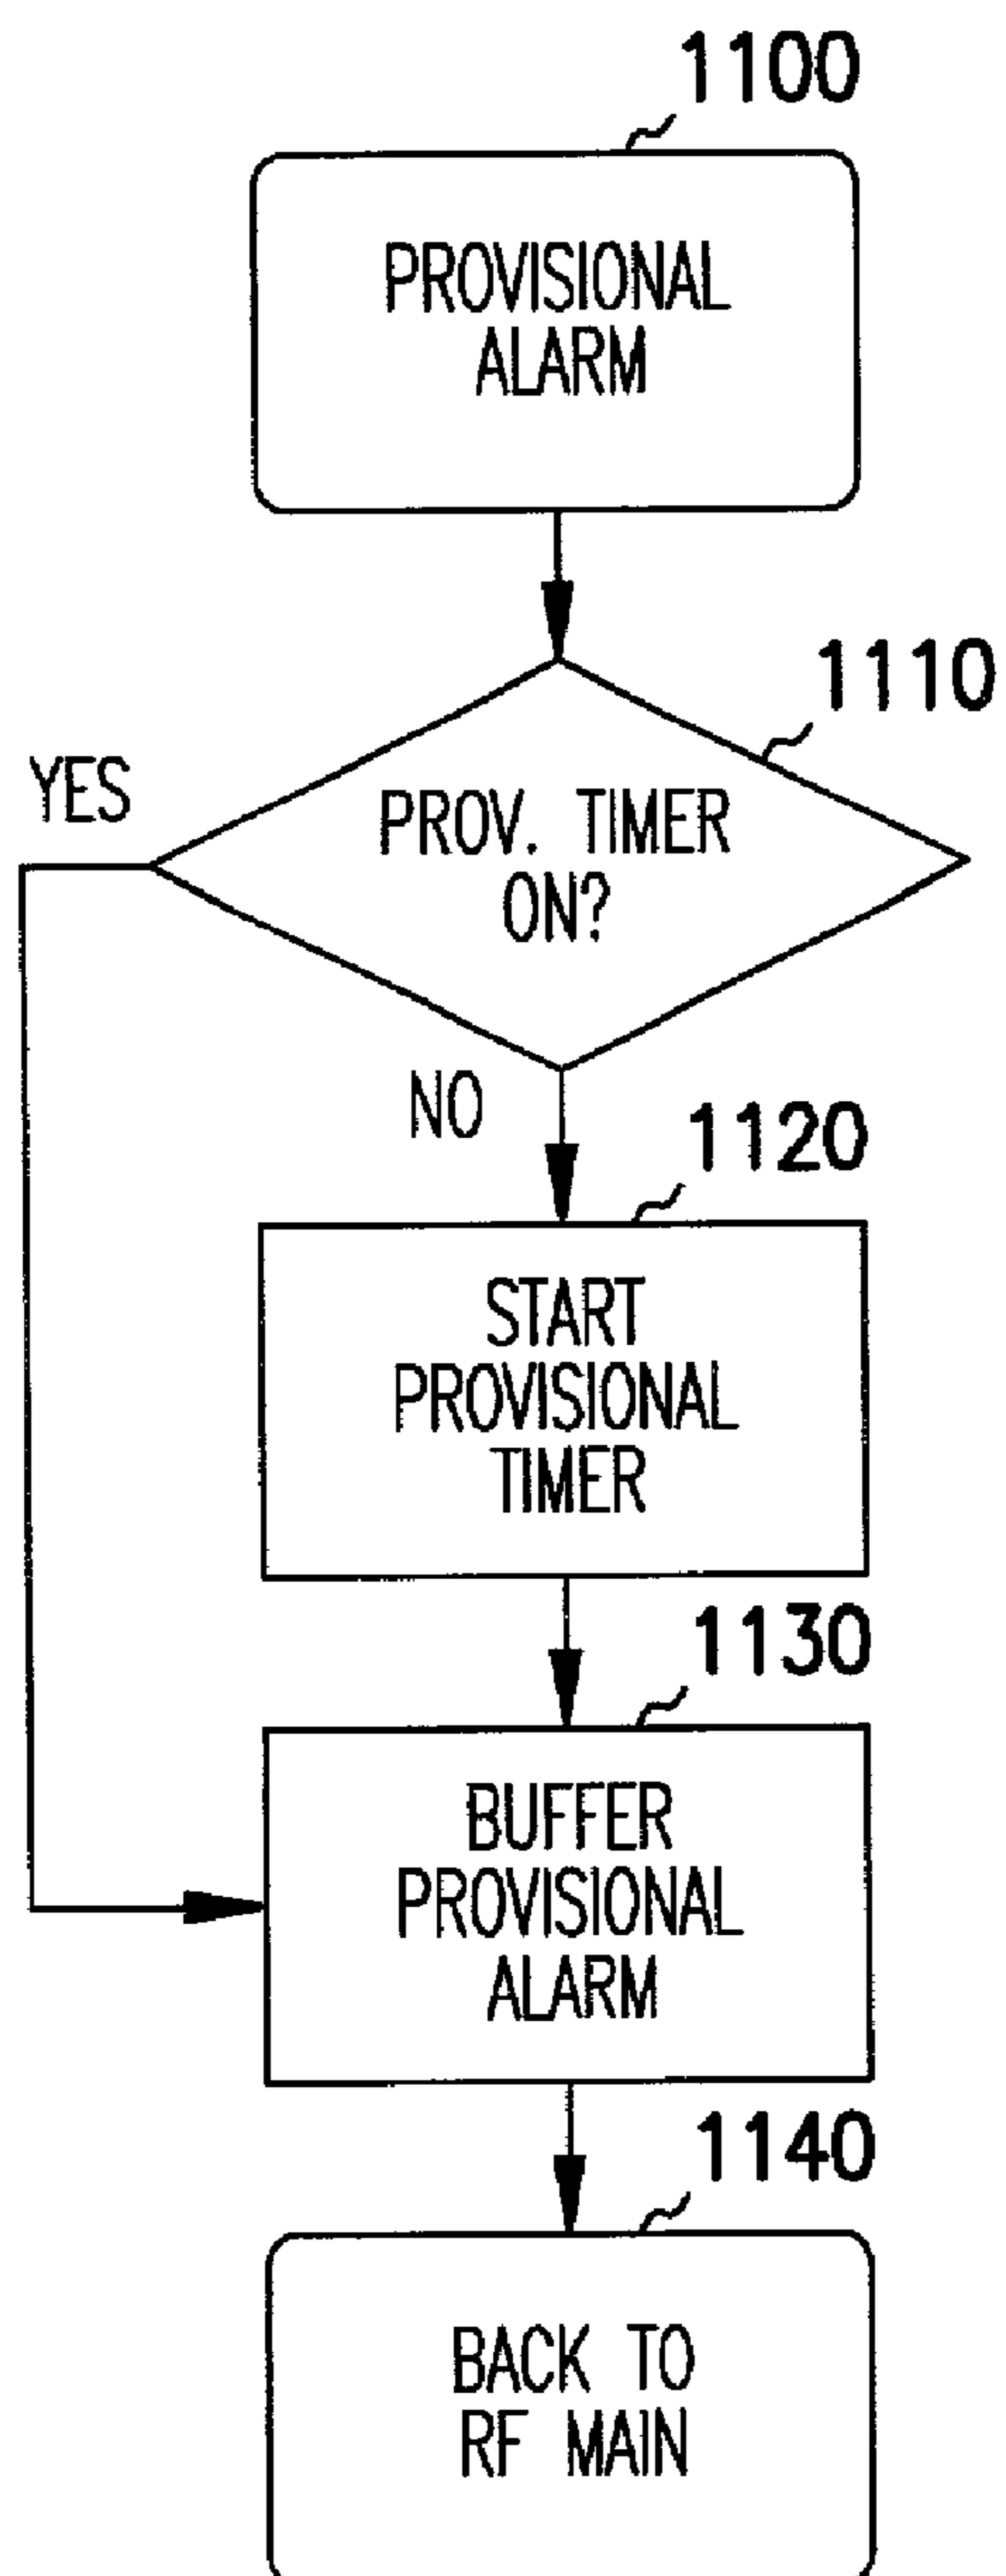 1100
PROVISIONAL
ALARM
1110
YES
PROV. TIMER
ON?
NO
1120
START
PROVISIONAL
TIMER
1130
BUFFER
PROVISIONAL
ALARM
1140
BACK TO
RF MAIN